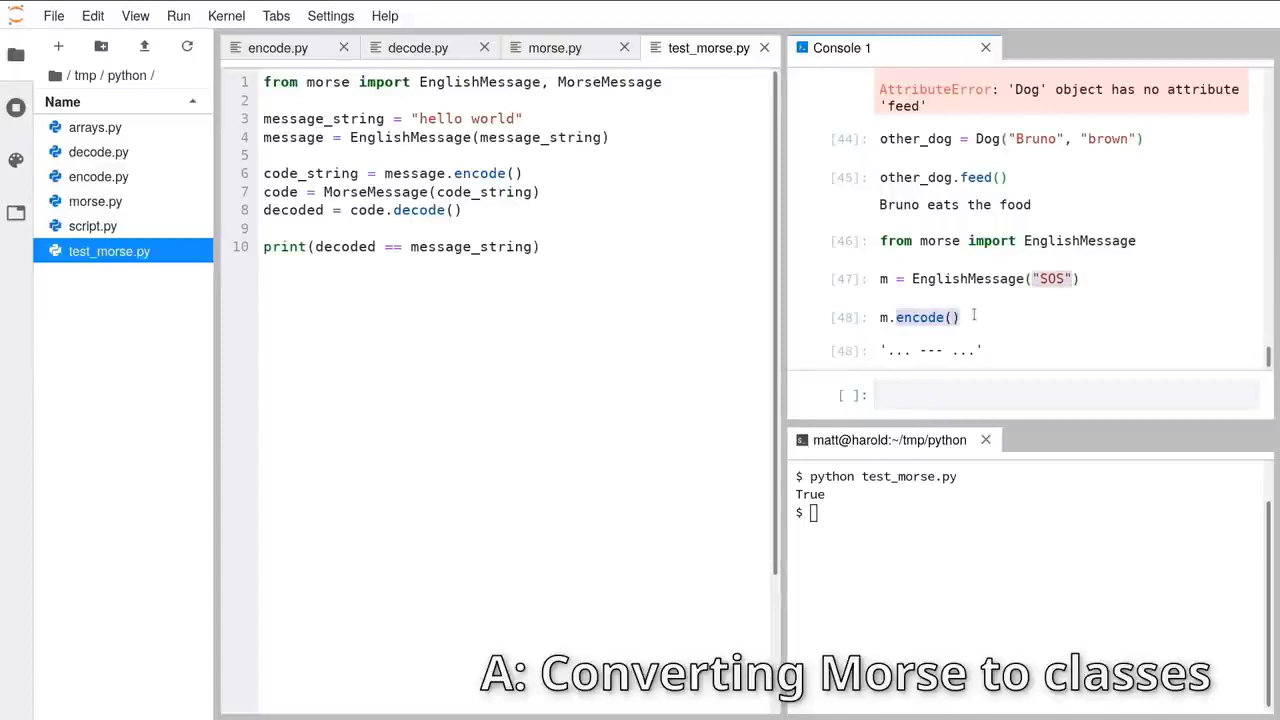 File Edit View Run Kernel Tabs Settings Help
/ tmp / python /
Name
arrays.py
decode.py
encode.py
morse.py
script.py
test_morse.py
encode.py decode.py morse.py test_morse.py
1 from morse import EnglishMessage, MorseMessage
2
3 message_string = "hello world"
4 message = EnglishMessage(message_string)
5
6 code_string = message.encode()
7 code = MorseMessage(code_string)
8 decoded = code.decode()
9
10 print(decoded == message_string)
Console 1
AttributeError: 'Dog' object has no attribute
'feed'
[44]: other_dog = Dog("Bruno", "brown")
[45]: other_dog.feed()
Bruno eats the food
[46]: from morse import EnglishMessage
[47]: m = EnglishMessage("SOS")
[48]: m.encode()
[48]: '... --- ...'
[ ]:
matt@harold:~/tmp/python
$ python test_morse.py
True
$
A: Converting Morse to classes